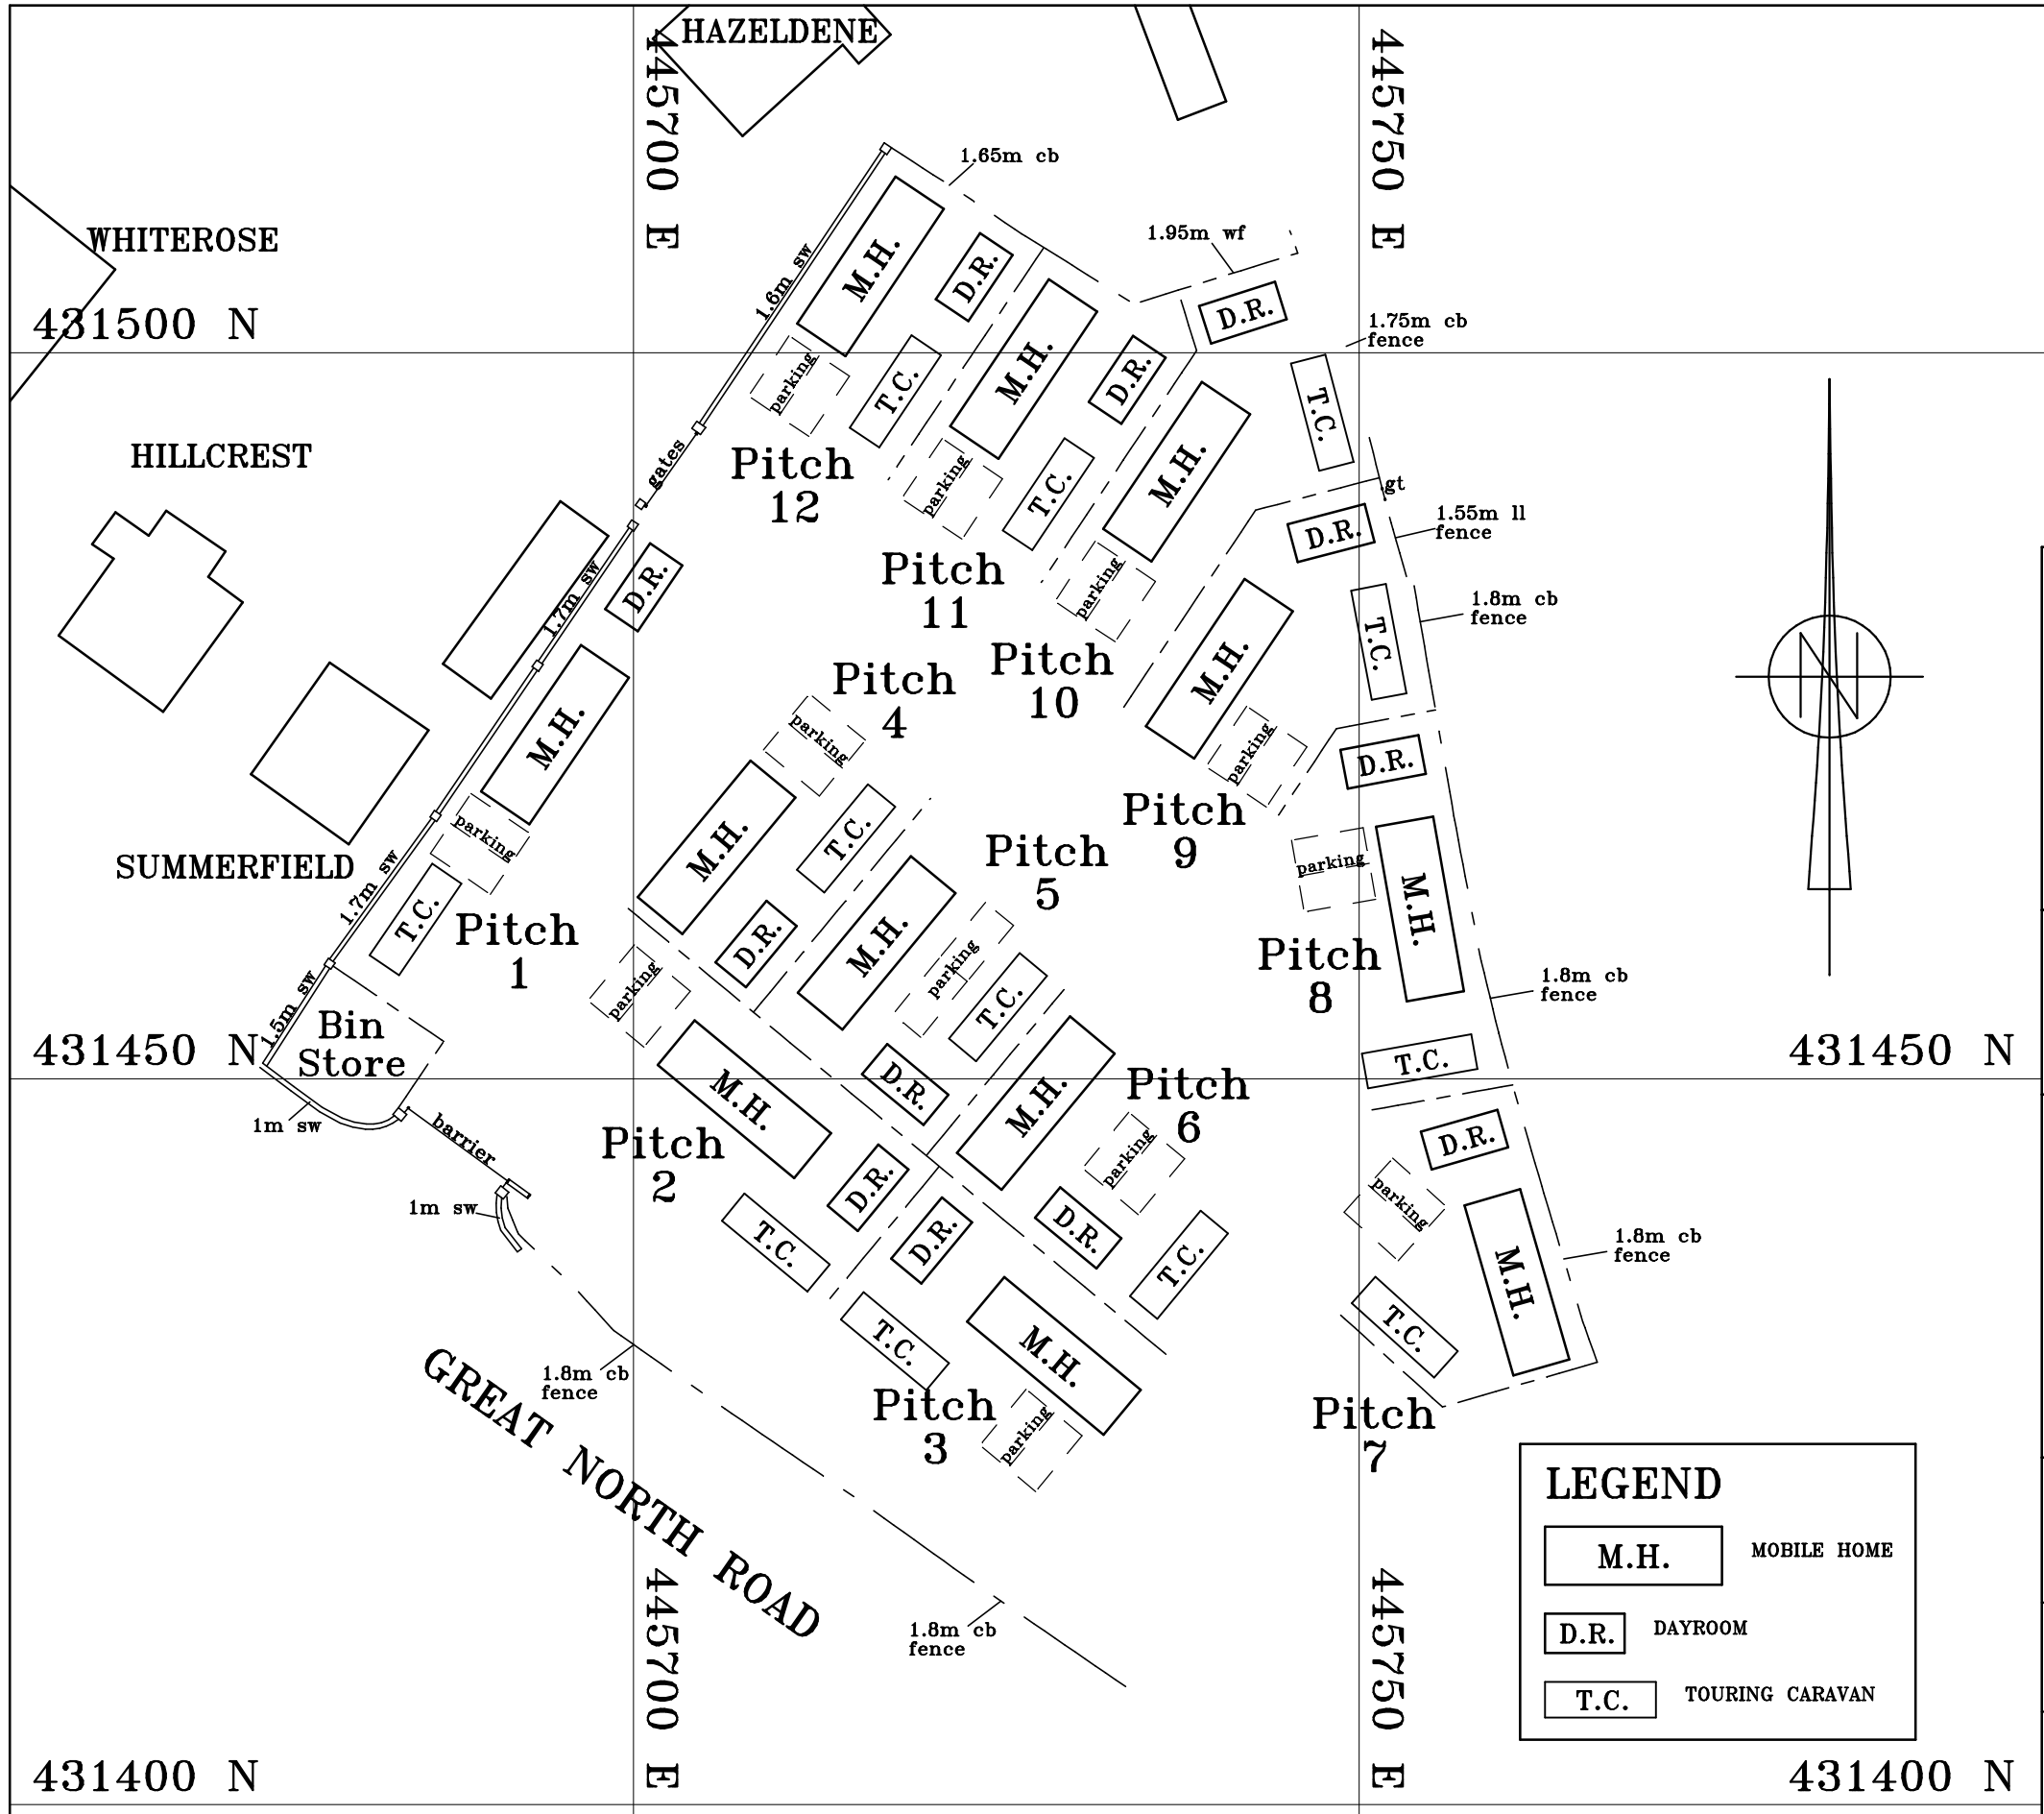 HAZELDENE
445700 E
445750 E
1.65m cb
WHITEROSE
1.95m wf
M.H.
D.R.
1.6m sw
431500 N
D.R.
1.75m cb
fence
M.H.
D.R.
parking
T.C.
T.C.
HILLCREST
gates
Pitch
12
parking
T.C.
M.H.
gt
1.55m ll
fence
D.R.
Pitch
11
parking
1.7m sw
D.R.
1.8m cb
fence
T.C.
M.H.
Pitch
10
Pitch
4
parking
M.H.
parking
D.R.
Pitch
9
parking
SUMMERFIELD
1.7m sw
parking
T.C.
M.H.
T.C.
Pitch
5
parking
M.H.
Pitch
8
Pitch
1
D.R.
M.H.
parking
parking
T.C.
1.8m cb
fence
1.5m sw
Bin
Store
431450 N
431450 N
T.C.
M.H.
D.R.
M.H.
Pitch
6
1m sw
barrier
Pitch
2
D.R.
parking
D.R.
parking
1m sw
T.C.
D.R.
D.R.
T.C.
1.8m cb
fence
M.H.
T.C.
M.H.
T.C.
1.8m cb
fence
GREAT NORTH ROAD
Pitch
3
parking
Pitch
7
LEGEND
M.H. MOBILE HOME
D.R. DAYROOM
T.C. TOURING CARAVAN
1.8m cb
fence
445700 E
445750 E
431400 N
431400 N